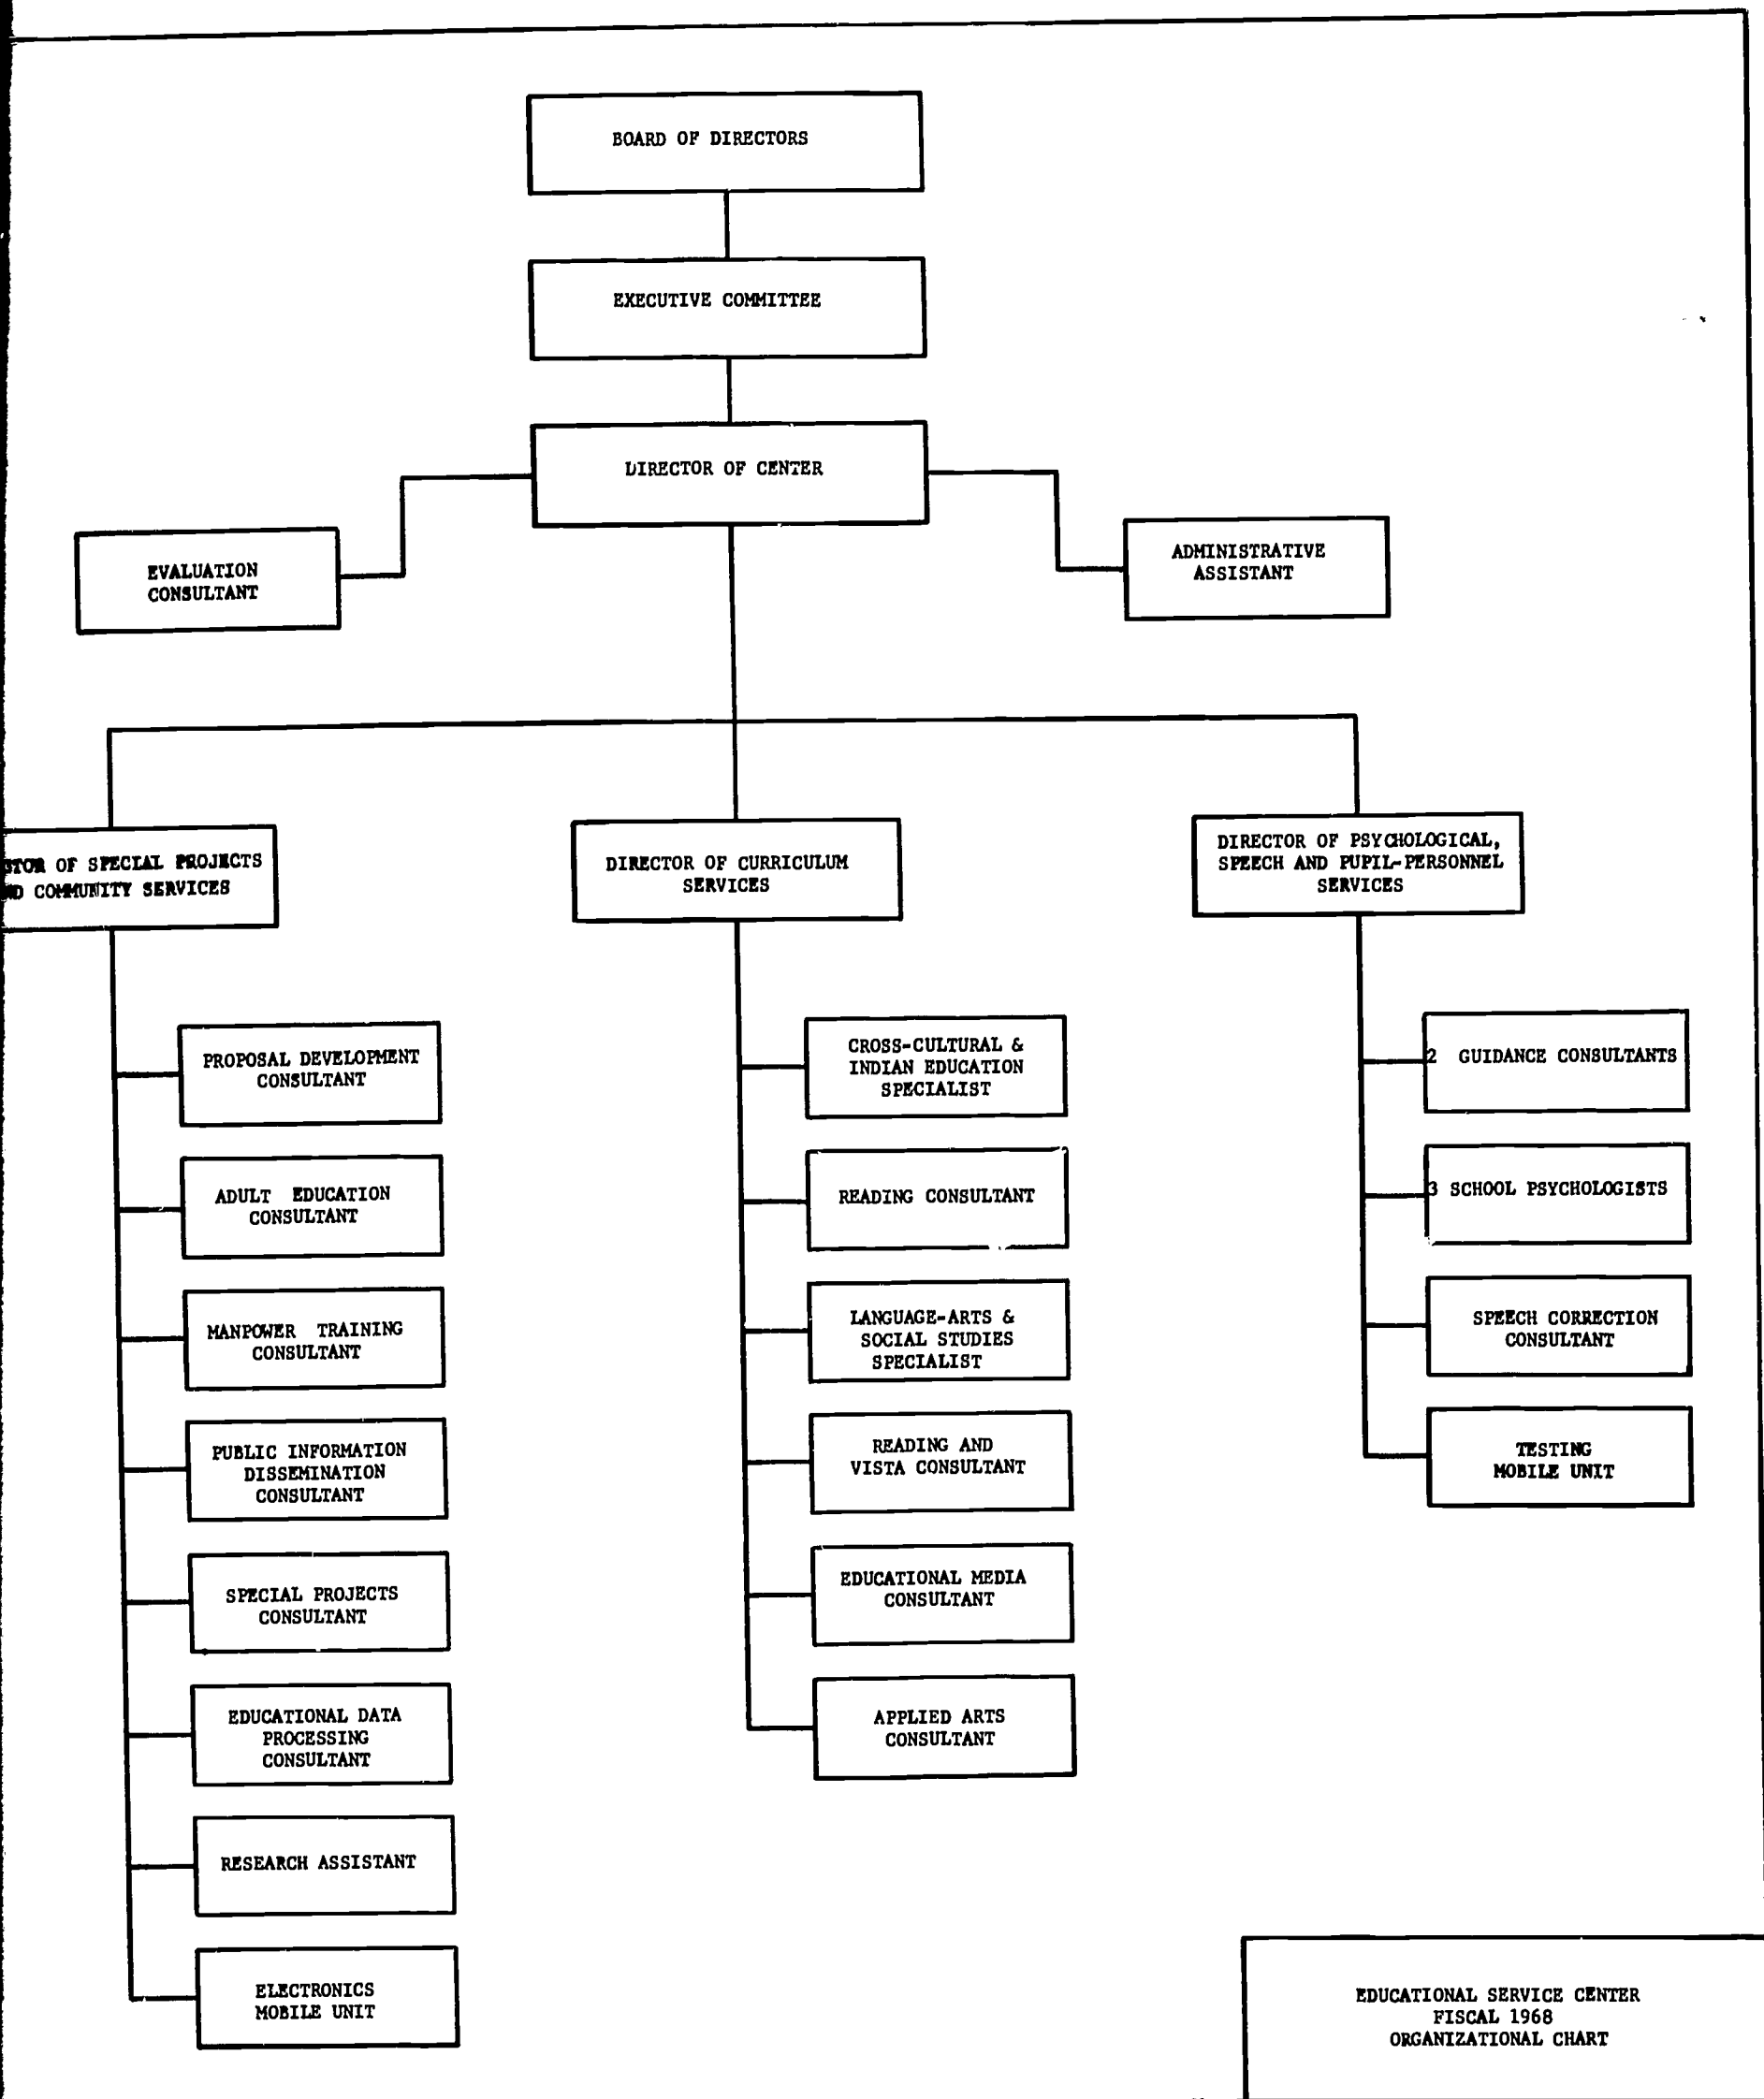 BOARD OF DIRECTORS
EXECUTIVE COMMITTEE
DIRECTOR OF CENTER
EVALUATION
CONSULTANT
ADMINISTRATIVE
ASSISTANT
OF SPECIAL PROJECTS
COMMUNITY SERVICES
PROPOSAL DEVELOPMENT
CONSULTANT
ADULT EDUCATION
CONSULTANT
MANPOWER TRAINING
CONSULTANT
PUBLIC INFORMATION
DISSEMINATION
CONSULTANT
SPECIAL PROJECTS
CONSULTANT
EDUCATIONAL DATA
PROCESSING
CONSULTANT
RESEARCH ASSISTANT
ELECTRONICS
MOBILE UNIT
DIRECTOR OF CURRICULUM
SERVICES
CROSS-CULTURAL &
INDIAN EDUCATION
SPECIALIST
READING CONSULTANT
LANGUAGE-ARTS &
SOCIAL STUDIES
SPECIALIST
READING AND
VISTA CONSULTANT
EDUCATIONAL MEDIA
CONSULTANT
APPLIED ARTS
CONSULTANT
DIRECTOR OF PSYCHOLOGICAL,
SPEECH AND PUPIL-PERSONNEL
SERVICES
2 GUIDANCE CONSULTANTS
3 SCHOOL PSYCHOLOGISTS
SPEECH CORRECTION
CONSULTANT
TESTING
MOBILE UNIT
EDUCATIONAL SERVICE CENTER
FISCAL 1968
ORGANIZATIONAL CHART